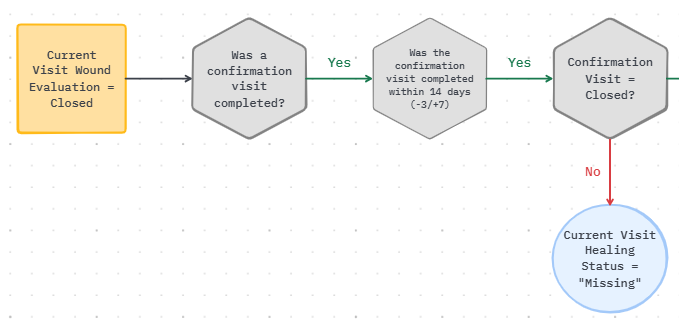 Current
Visit Wound
Evaluation =
Closed
Was a
confirmation
visit
completed?
Yes
Was the
confirmation
visit completed
within 14 days
(-3/+7)
Yes
Confirmation
Visit =
Closed?
No
Current Visit
Healing
Status =
"Missing"